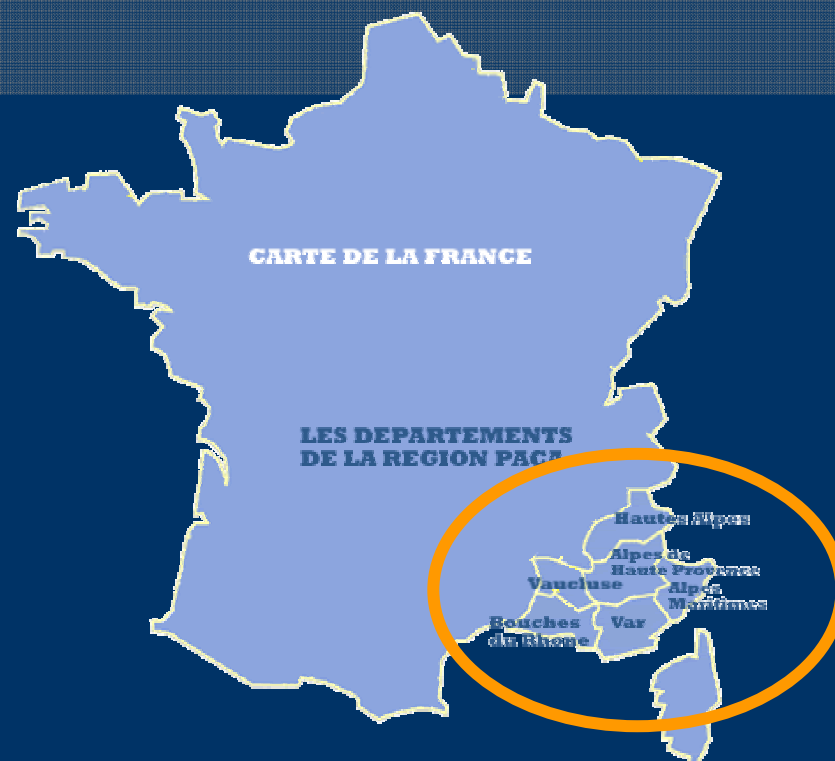 CARTE DE LA FRANCE
LES DEPARTEMENTS
DE LA REGION PACA
Hautes Alpes
Alpes de
Haute Provence
Vaucluse
Alpes
Maritimes
Bouches
du Rhone
Var